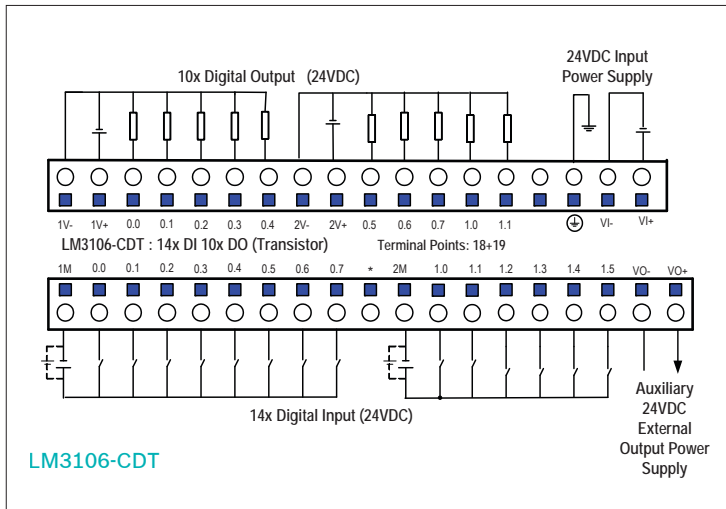 10x Digital Output (24VDC)
24VDC Input
Power Supply
1V- 1V+ 0.0 0.1 0.2 0.3 0.4 2V- 2V+ 0.5 0.6 0.7 1.0 1.1 VI- VI+
LM3106-CDT : 14x DI 10x DO (Transistor) Terminal Points: 18+19
1M 0.0 0.1 0.2 0.3 0.4 0.5 0.6 0.7 * 2M 1.0 1.1 1.2 1.3 1.4 1.5 VO- VO+
14x Digital Input (24VDC)
Auxiliary
24VDC
External
Output Power
Supply
LM3106-CDT